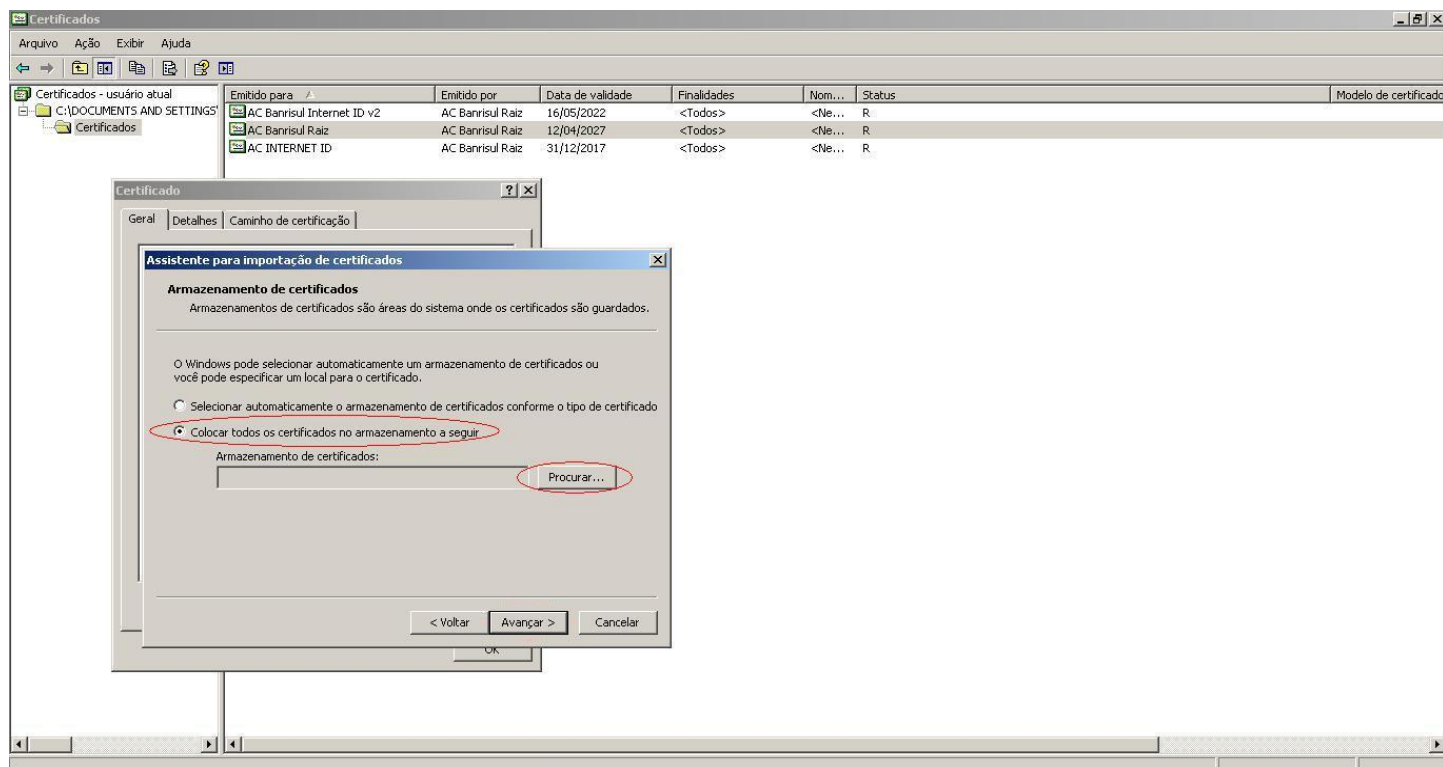 Certificados
Arquivo Ação Exibir Ajuda
Certificados - usuário atual
C:\DOCUMENTS AND SETTINGS'
Certificados
Emitido para Emitido por Data de validade Finalidades Nom... Status Modelo de certificado
AC Banrisul Internet ID v2 AC Banrisul Raiz 16/05/2022 <Todos> <Ne... R
AC Banrisul Raiz AC Banrisul Raiz 12/04/2027 <Todos> <Ne... R
AC INTERNET ID AC Banrisul Raiz 31/12/2017 <Todos> <Ne... R
Certificado
Geral Detalhes Caminho de certificação
Assistente para importação de certificados
Armazenamento de certificados
Armazenamentos de certificados são áreas do sistema onde os certificados são guardados.
O Windows pode selecionar automaticamente um armazenamento de certificados ou
você pode especificar um local para o certificado.
Selecionar automaticamente o armazenamento de certificados conforme o tipo de certificado
Colocar todos os certificados no armazenamento a seguir
Armazenamento de certificados:
Procurar...
< Voltar Avançar > Cancelar
OK